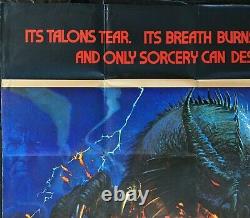 ITS TALONS TEAR. ITS BREATH BURNS
AND ONLY SORCERY CAN DES